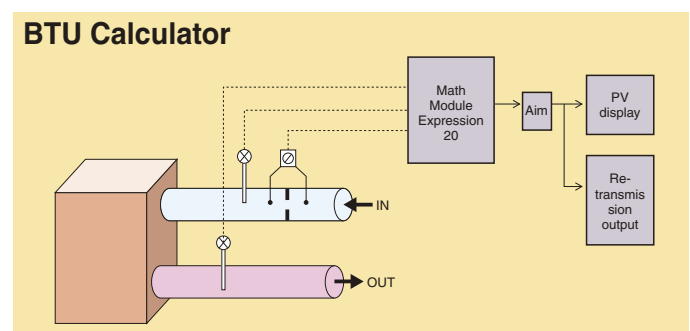 BTU Calculator
Math
Module
Expression
20
Aim
PV
display
Re-
transmis
sion
output
IN
OUT